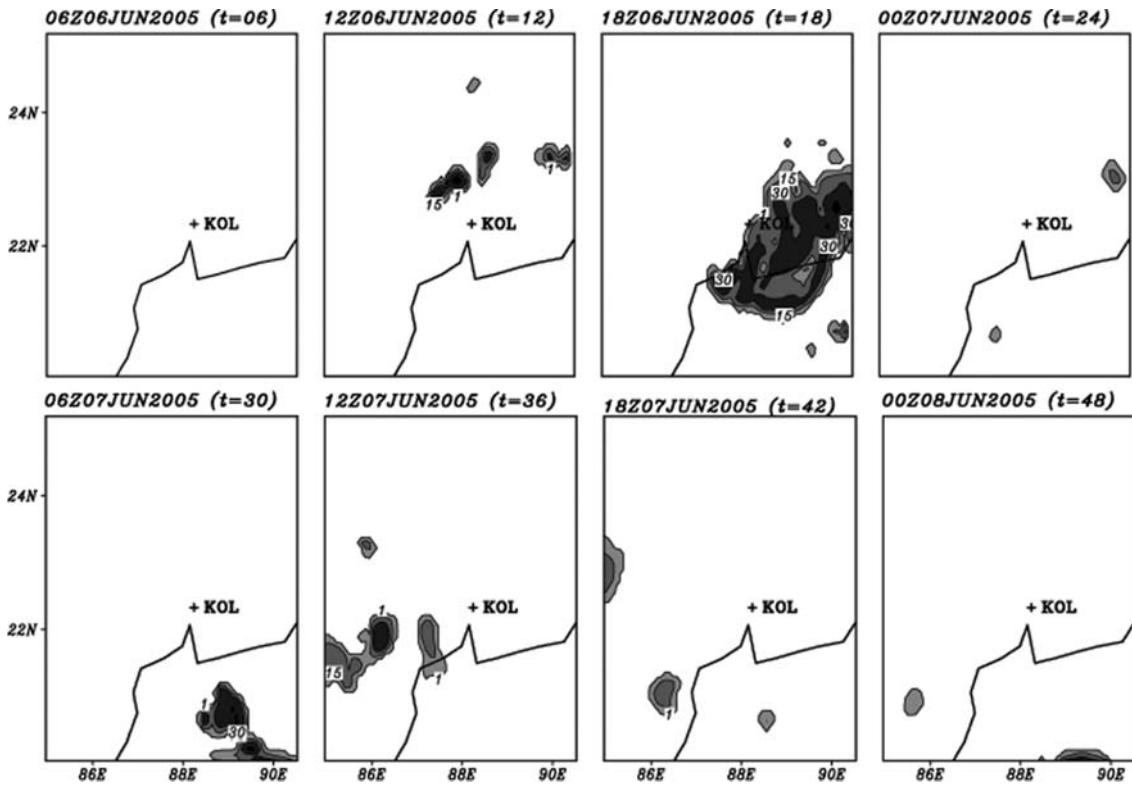 06Z06JUN2005 (t=06) 12Z06JUN2005 (t=12) 18Z06JUN2005 (t=18) 00Z07JUN2005 (t=24)
24N
22N
+ KOL
15 1 1
+ KOL
15
30
1
+ KOL
30
30
30
15
+ KOL
06Z07JUN2005 (t=30) 12Z07JUN2005 (t=36) 18Z07JUN2005 (t=42) 00Z08JUN2005 (t=48)
24N
22N
+ KOL
1
30
1
+ KOL
15
1
+ KOL
1
+ KOL
86E 88E 90E 86E 88E 90E 86E 88E 90E 86E 88E 90E